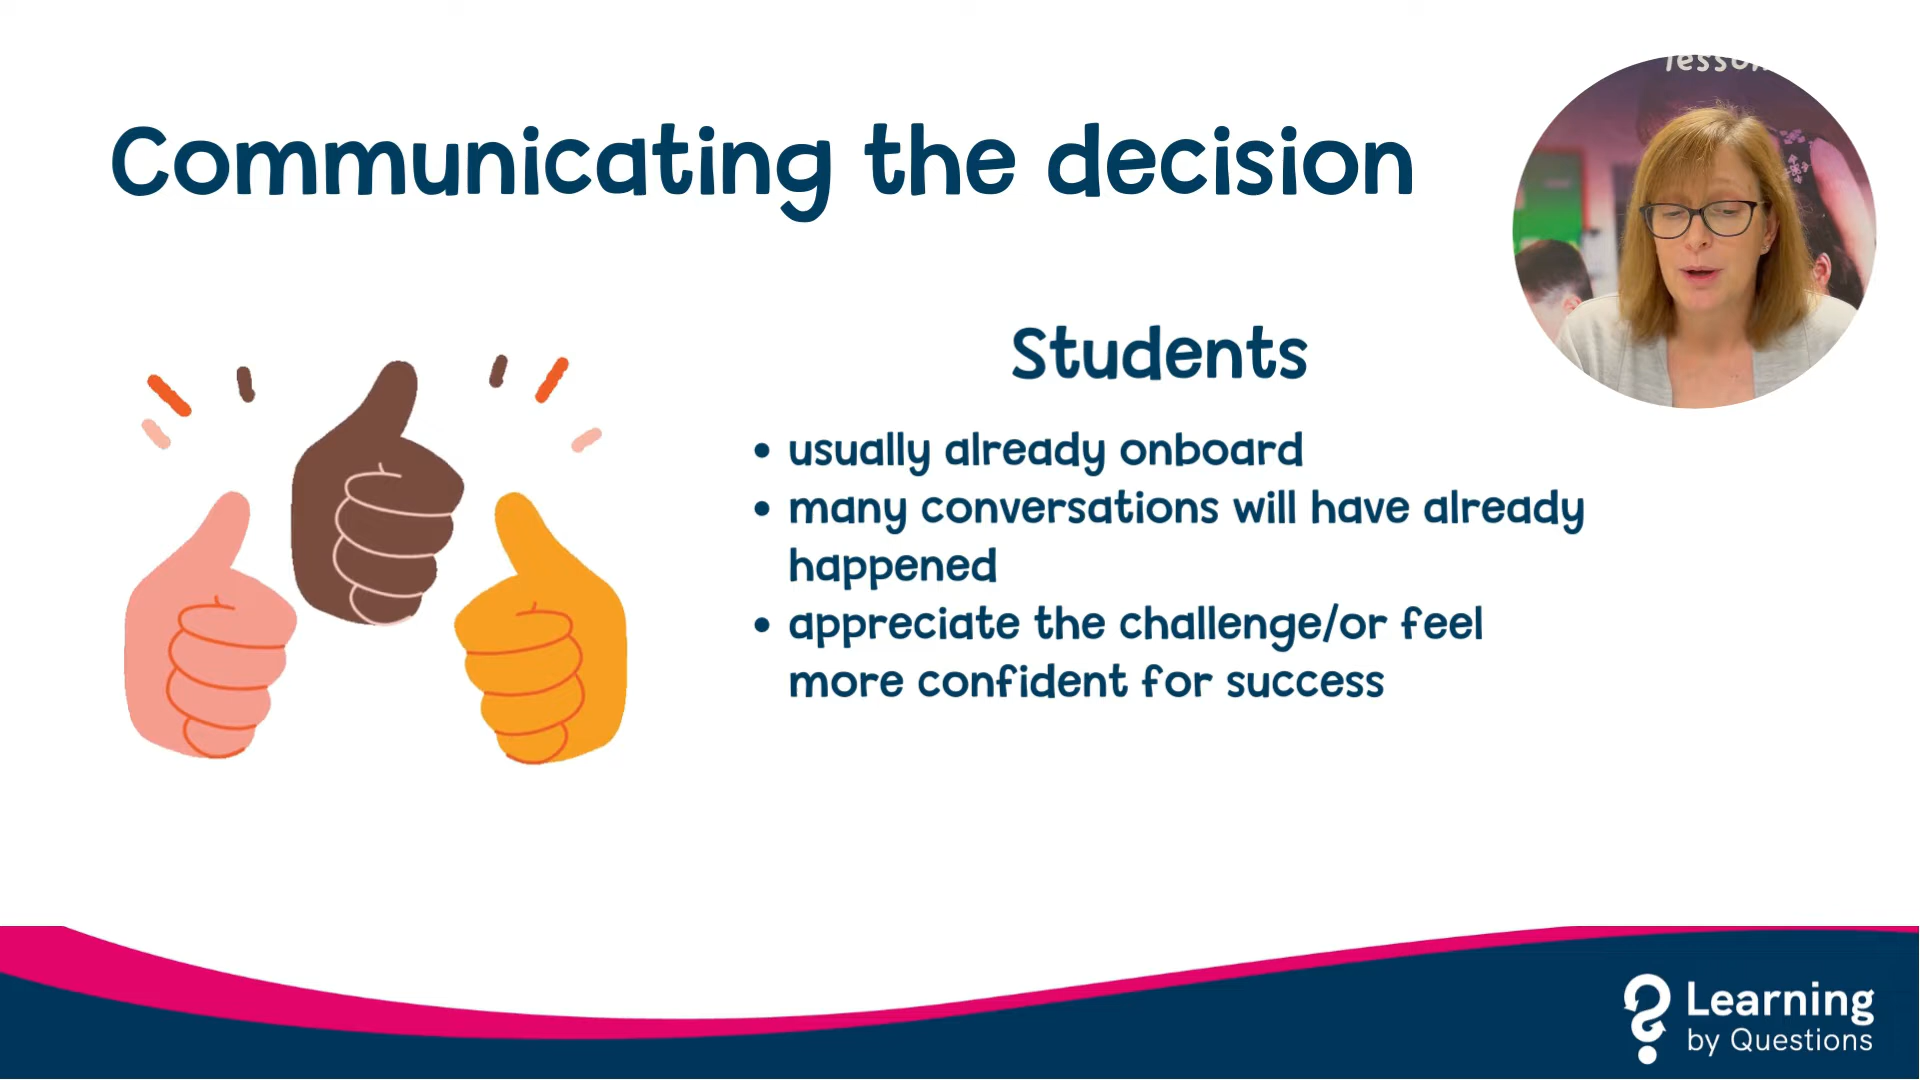 lesson
Communicating the decision
Students
• usually already onboard
• many conversations will have already
happened
• appreciate the challenge/or feel
more confident for success
Learning
by Questions